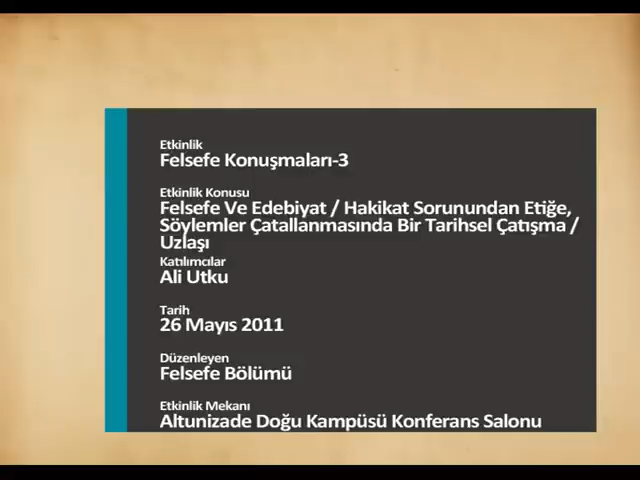 Etkinlik
Felsefe Konuşmaları-3
Etkinlik Konusu
Felsefe Ve Edebiyat / Hakikat Sorunundan Etiğe,
Söylemler Çatallanmasında Bir Tarihsel Çatışma /
Uzlaşı
Katılımcılar
Ali Utku
Tarih
26 Mayıs 2011
Düzenleyen
Felsefe Bölümü
Etkinlik Mekanı
Altunizade Doğu Kampüsü Konferans Salonu